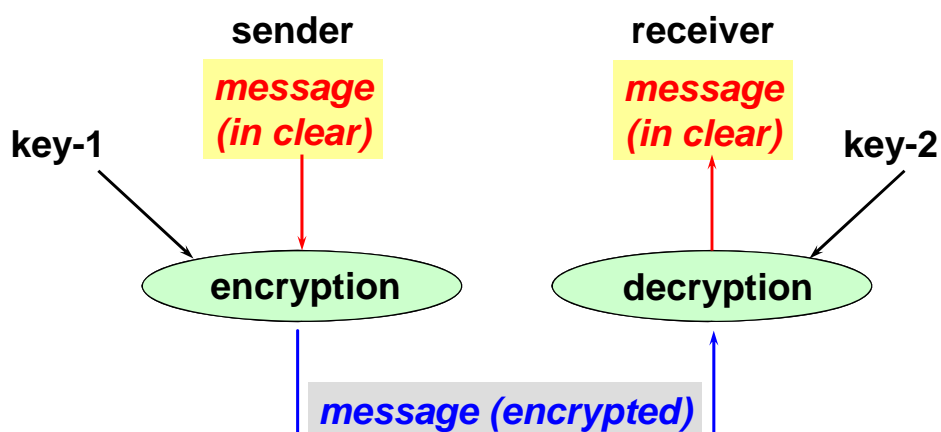 sender
receiver
message
(in clear)
message
(in clear)
key-1
key-2
encryption
decryption
message (encrypted)